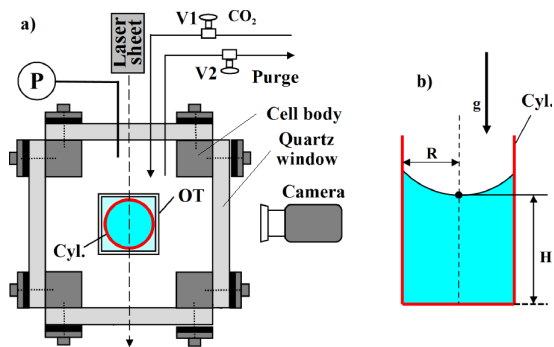 a)
Laser
sheet
V1
CO₂
V2
Purge
P
Cell body
Quartz
window
OT
Camera
Cyl.
b)
g
Cyl.
R
H